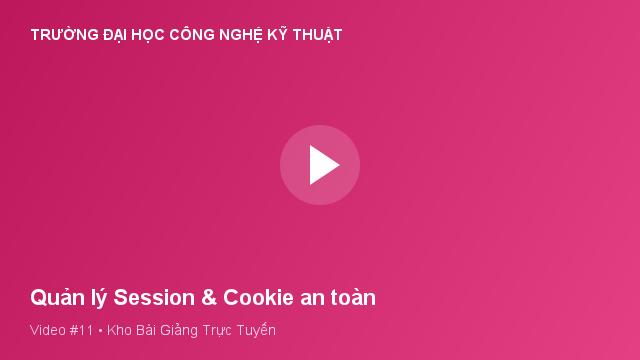 TRƯỜNG ĐẠI HỌC CÔNG NGHỆ KỸ THUẬT
Quản lý Session & Cookie an toàn
Video #11 • Kho Bài Giảng Trực Tuyến